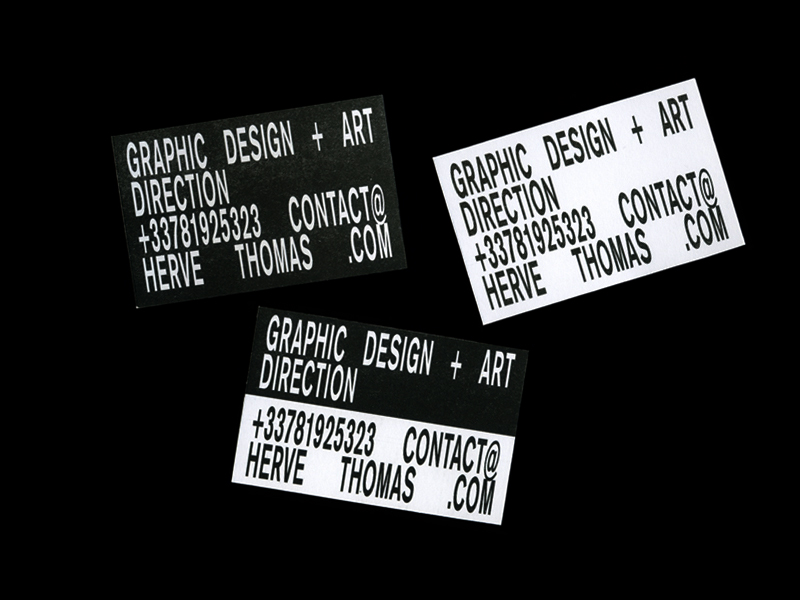 GRAPHIC DESIGN + ART
DIRECTION
+33781925323 CONTACT@
HERVE THOMAS .COM
GRAPHIC DESIGN + ART
DIRECTION
+33781925323 CONTACT@
HERVE THOMAS .COM
GRAPHIC DESIGN + ART
DIRECTION
+33781925323 CONTACT@
HERVE THOMAS .COM